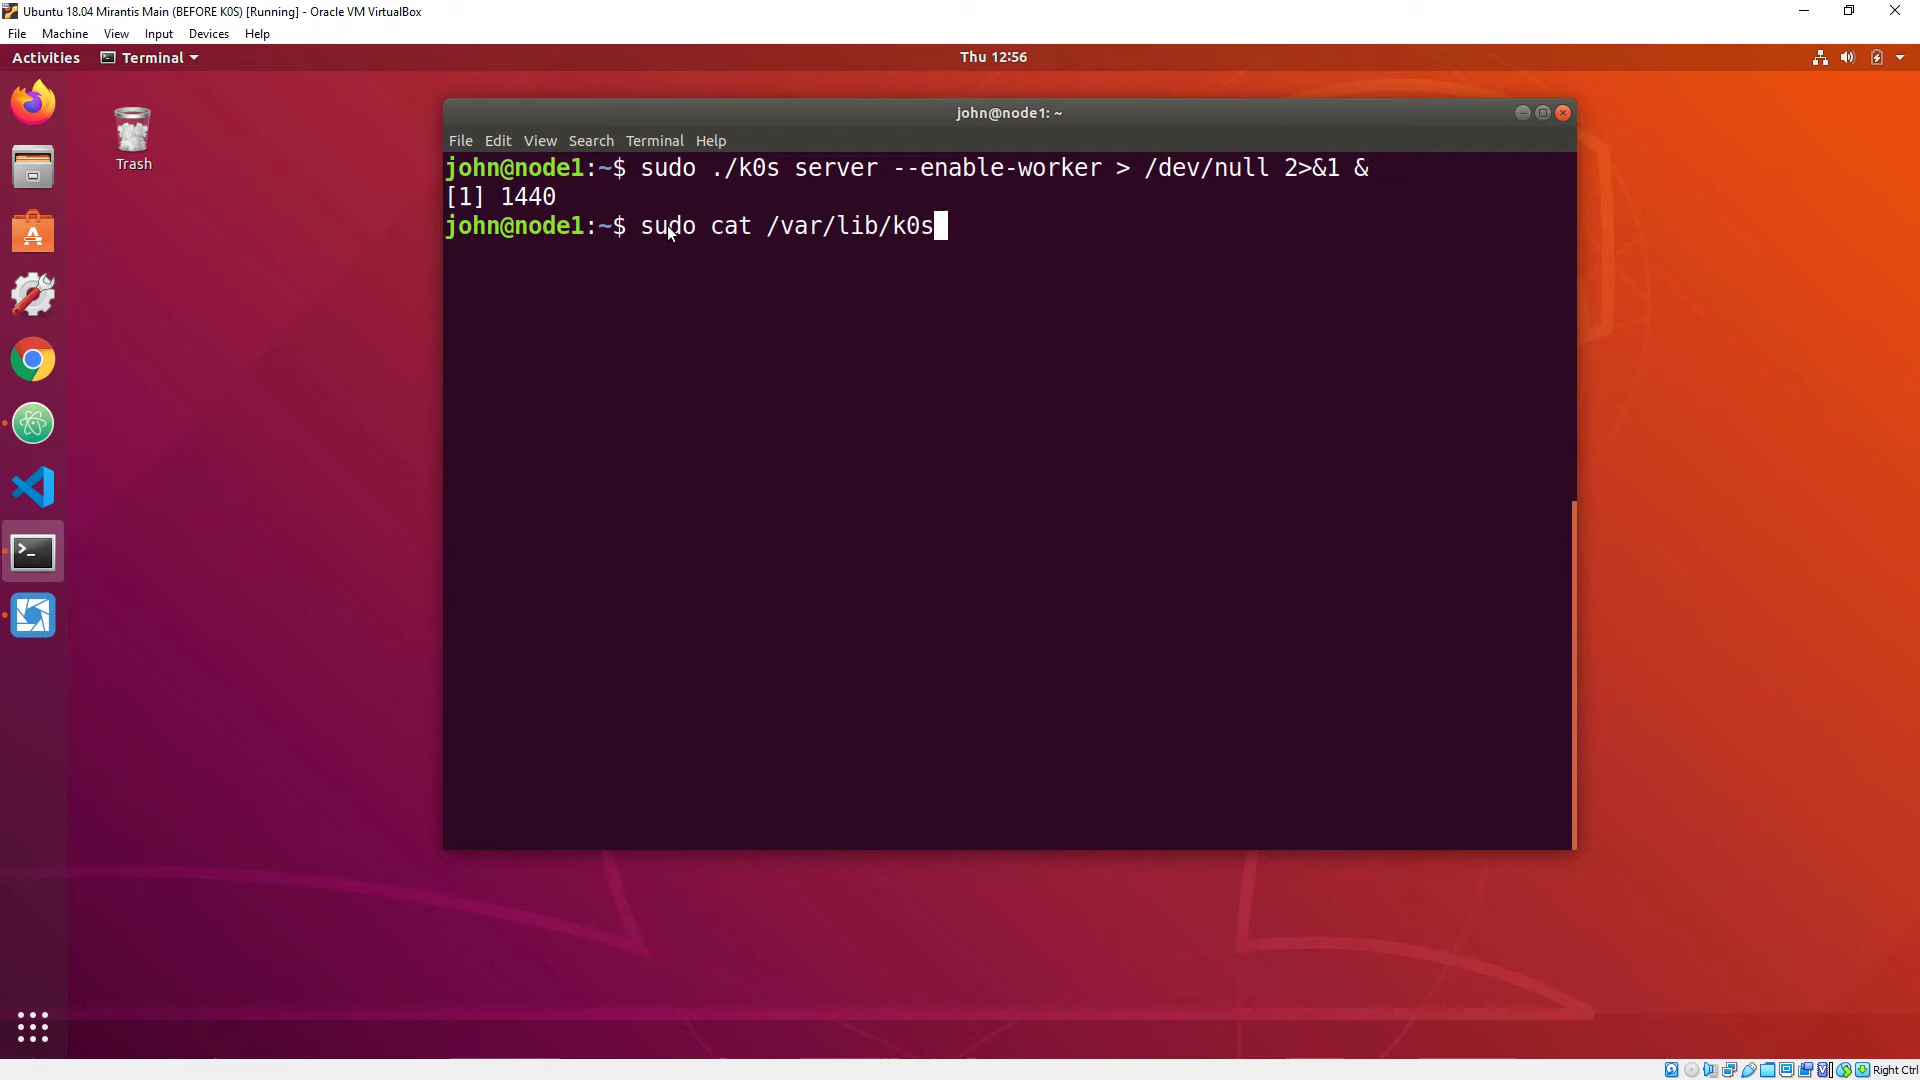 Ubuntu 18.04 Mirantis Main (BEFORE K0S) [Running] - Oracle VM VirtualBox
File Machine View Input Devices Help
Activities Terminal Thu 12:56
Trash
john@node1: ~
File Edit View Search Terminal Help
john@node1:~$ sudo ./k0s server --enable-worker > /dev/null 2>&1 &
[1] 1440
john@node1:~$ sudo cat /var/lib/k0s
Right Ctrl